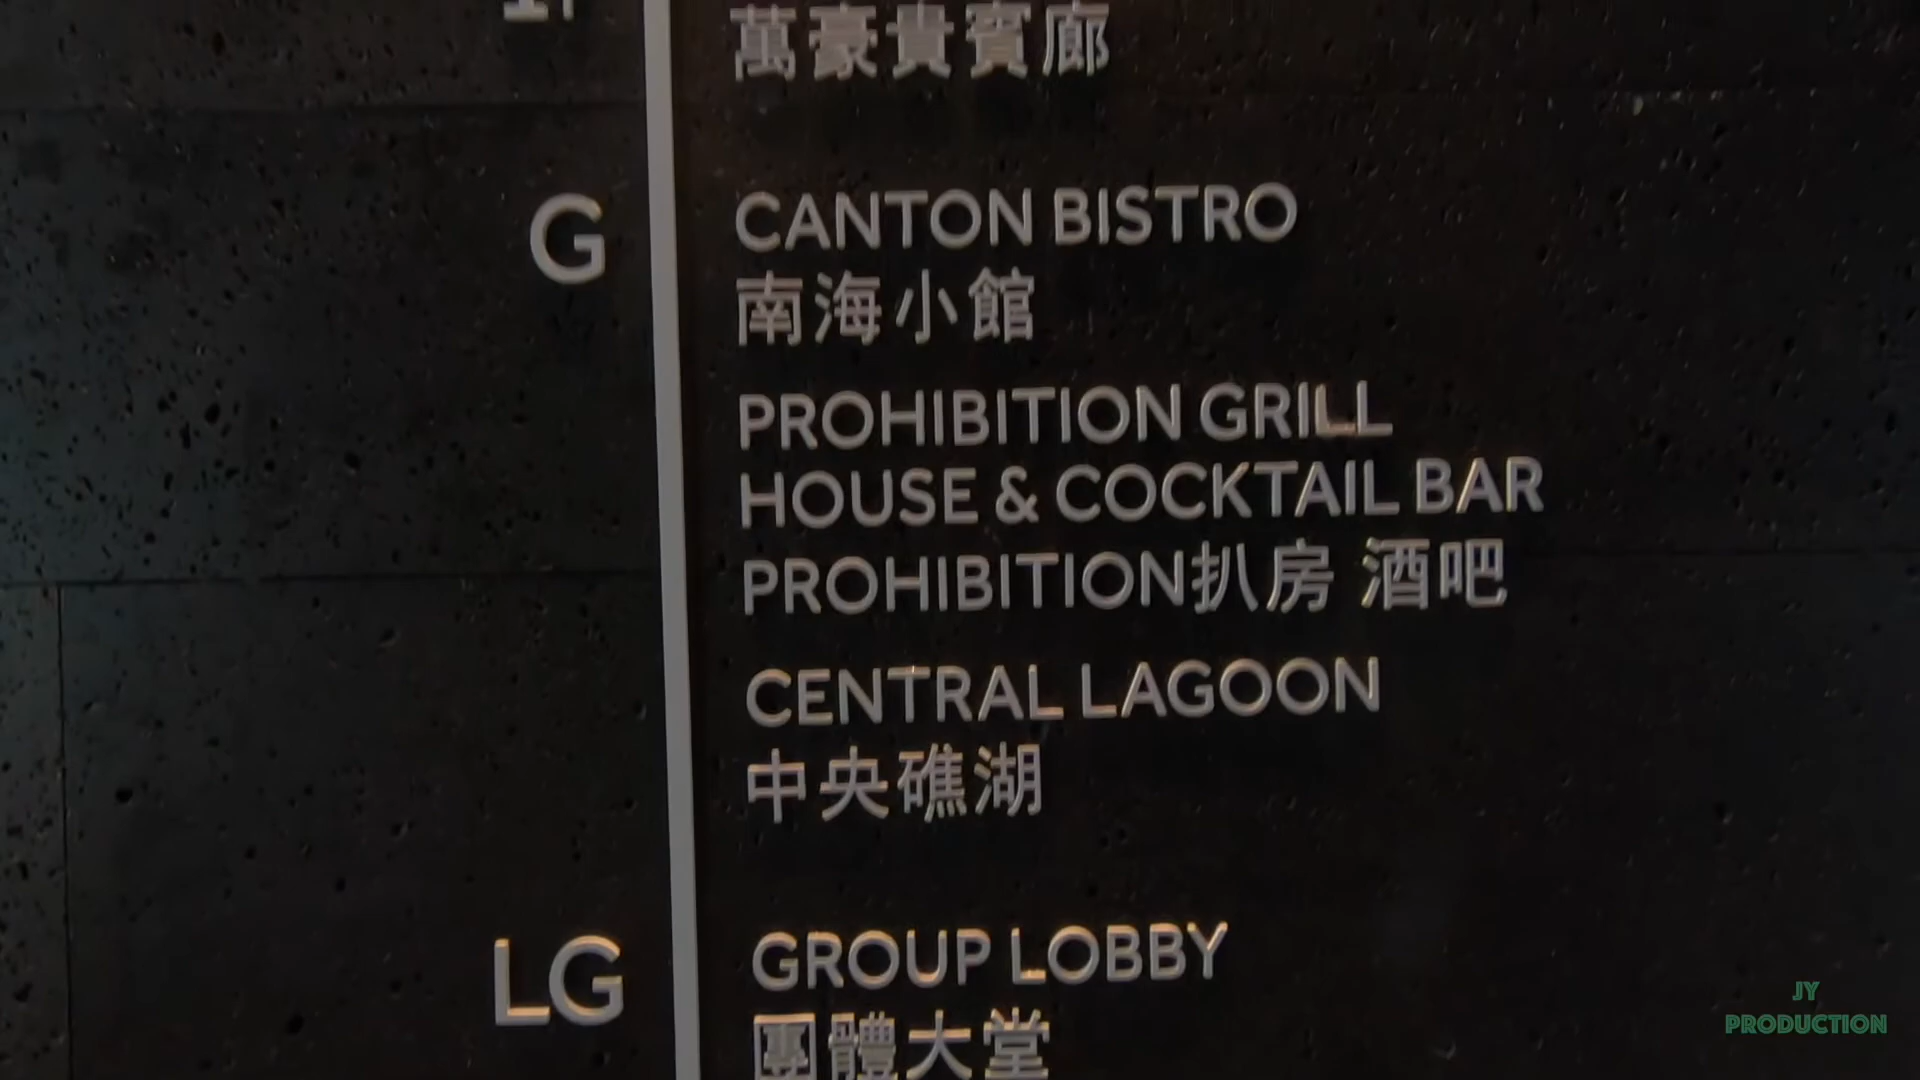 萬豪貴賓廊
G
CANTON BISTRO
南海小館
PROHIBITION GRILL
HOUSE & COCKTAIL BAR
PROHIBITION扒房 酒吧
CENTRAL LAGOON
中央礁湖
LG
GROUP LOBBY
團體大堂
JY
PRODUCTION